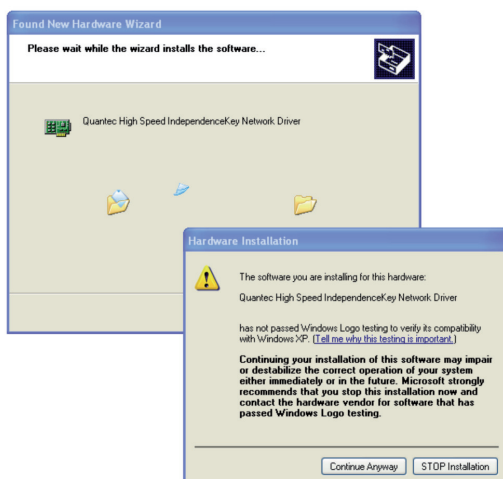 Found New Hardware Wizard
Please wait while the wizard installs the software...
Quantec High Speed IndependenceKey Network Driver
Hardware Installation
The software you are installing for this hardware:
Quantec High Speed IndependenceKey Network Driver
has not passed Windows Logo testing to verify its compatibility
with Windows XP. (Tell me why this testing is important.)
Continuing your installation of this software may impair
or destabilize the correct operation of your system
either immediately or in the future. Microsoft strongly
recommends that you stop this installation now and
contact the hardware vendor for software that has
passed Windows Logo testing.
Continue Anyway
STOP Installation